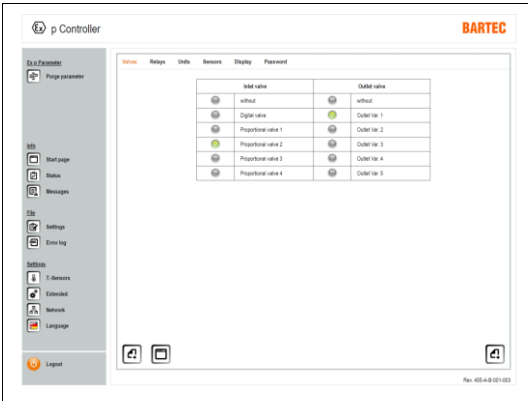 Ex p Controller
BARTEC
Ex p Parameter
Purge parameter
Info
Start page
Status
Messages
File
Settings
Error log
Settings
T.-Sensors
Extended
Network
Language
Logout
Valves Relays Units Sensors Display Password
Inlet valve Outlet valve
without without
Digital valve Outlet Var. 1
Proportional valve 1 Outlet Var. 2
Proportional valve 2 Outlet Var. 3
Proportional valve 3 Outlet Var. 4
Proportional valve 4 Outlet Var. 5
Rev. 455-A-B-001-003